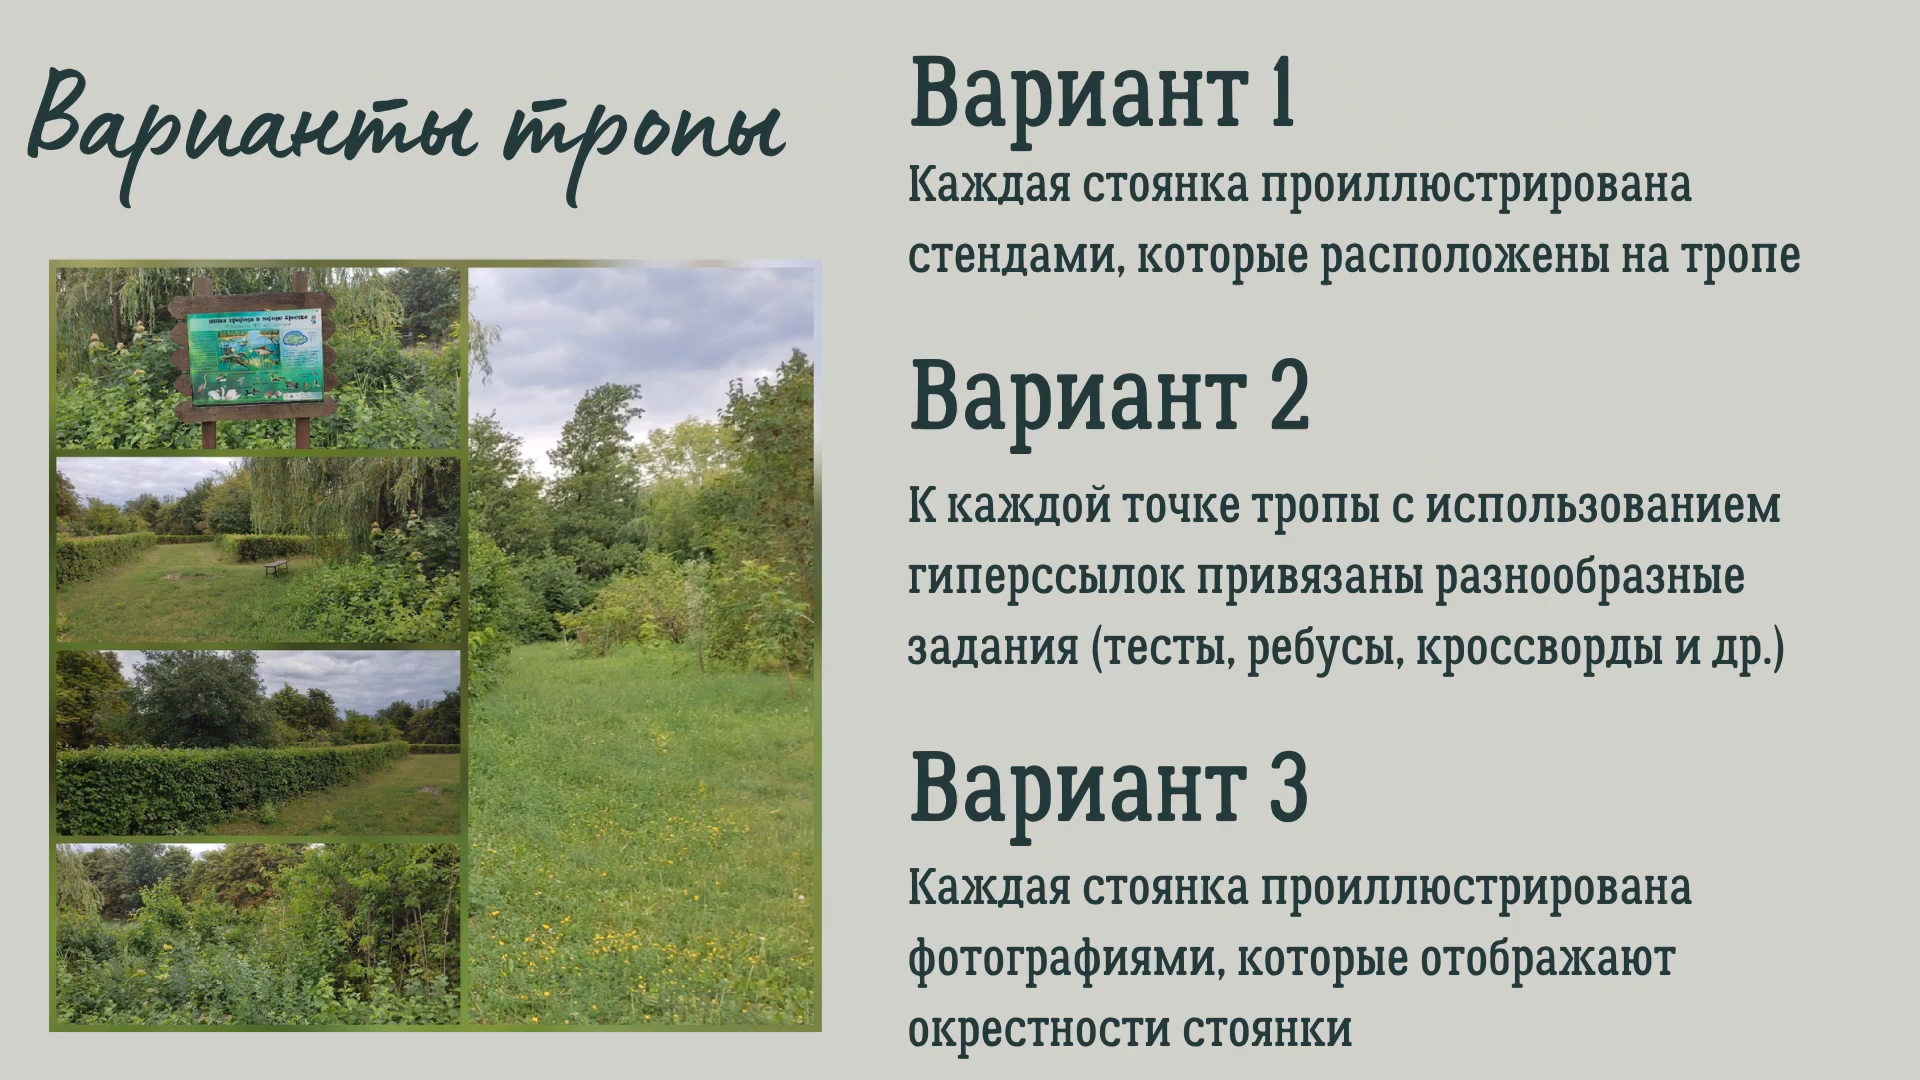 Варианты тропы
Вариант 1
Каждая стоянка проиллюстрирована
стендами, которые расположены на тропе
Вариант 2
К каждой точке тропы с использованием
гиперссылок привязаны разнообразные
задания (тесты, ребусы, кроссворды и др.)
Вариант 3
Каждая стоянка проиллюстрирована
фотографиями, которые отображают
окрестности стоянки